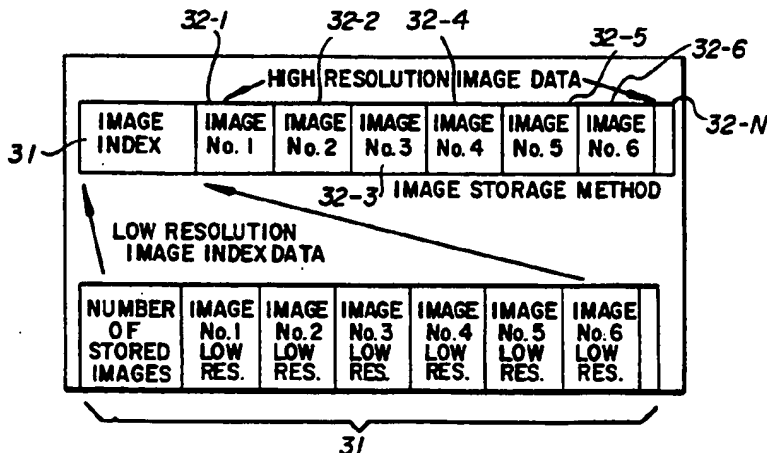 32-1
32-2
32-4
32-5
32-6
HIGH RESOLUTION IMAGE DATA
32-N
31
IMAGE INDEX
IMAGE No. 1
IMAGE No. 2
IMAGE No. 3
IMAGE No. 4
IMAGE No. 5
IMAGE No. 6
32-3
IMAGE STORAGE METHOD
LOW RESOLUTION
IMAGE INDEX DATA
NUMBER OF STORED IMAGES
IMAGE No. 1 LOW RES.
IMAGE No. 2 LOW RES.
IMAGE No. 3 LOW RES.
IMAGE No. 4 LOW RES.
IMAGE No. 5 LOW RES.
IMAGE No. 6 LOW RES.
31